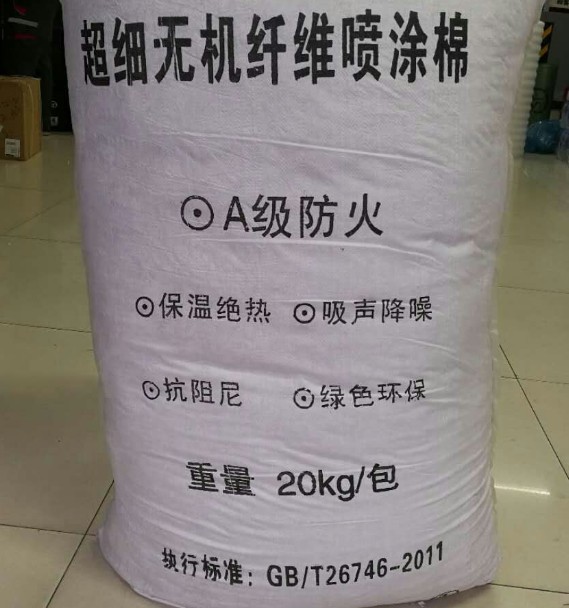 超细无机纤维喷涂棉
⊙A级防火
⊙保温绝热 ⊙吸声降噪
⊙抗阻尼 ⊙绿色环保
重量 20kg/包
执行标准：GB/T26746-2011